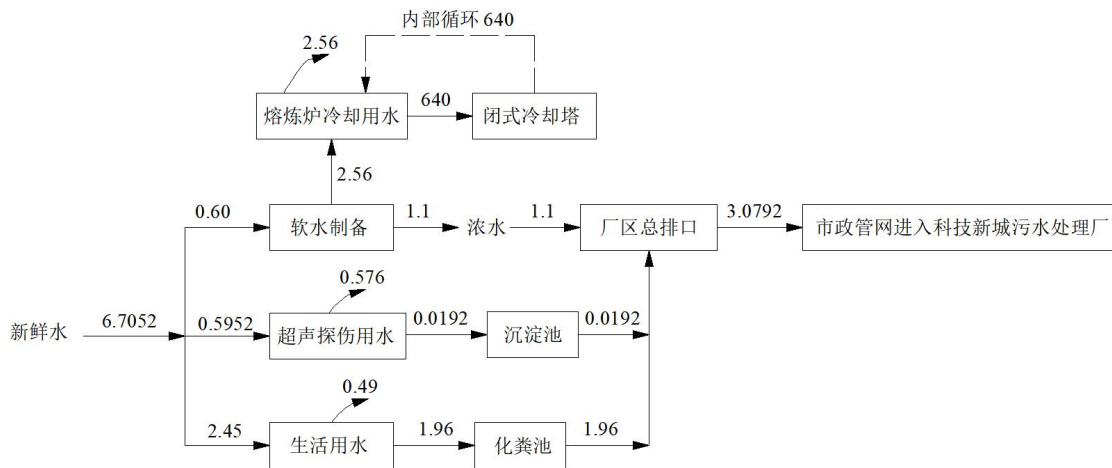 内部循环 640
2.56
熔炼炉冷却用水
640
闭式冷却塔
2.56
0.60
软水制备
1.1
浓水
1.1
厂区总排口
3.0792
市政管网进入科技新城污水处理厂
0.576
新鲜水
6.7052
0.5952
超声探伤用水
0.0192
沉淀池
0.0192
0.49
2.45
生活用水
1.96
化粪池
1.96